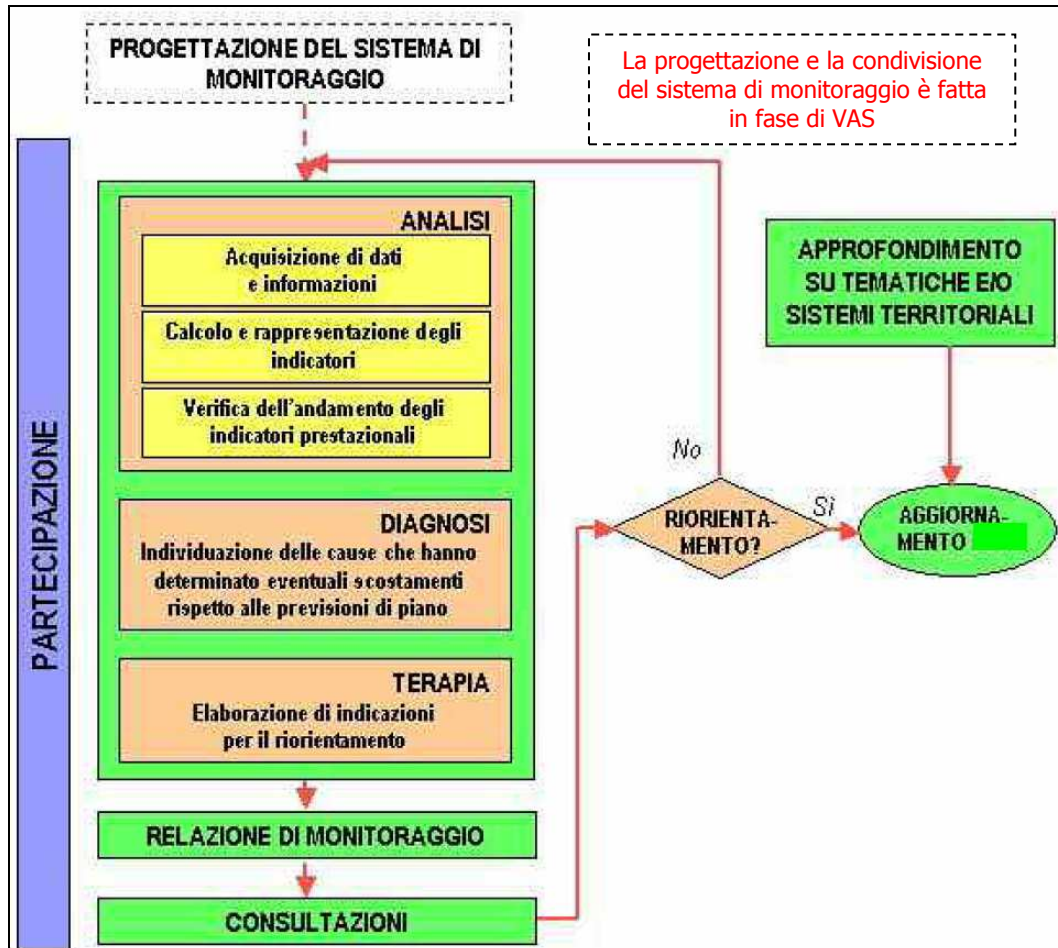 PROGETTAZIONE DEL SISTEMA DI
MONITORAGGIO
La progettazione e la condivisione
del sistema di monitoraggio è fatta
in fase di VAS
PARTECIPAZIONE
ANALISI
Acquisizione di dati
e informazioni
Calcolo e rappresentazione degli
indicatori
Verifica dell'andamento degli
indicatori prestazionali
DIAGNOSI
Individuazione delle cause che hanno
determinato eventuali scostamenti
rispetto alle previsioni di piano
TERAPIA
Elaborazione di indicazioni
per il riorientamento
RELAZIONE DI MONITORAGGIO
CONSULTAZIONI
No
RIORIENTA-
MENTO?
Sì
APPROFONDIMENTO
SU TEMATICHE E/O
SISTEMI TERRITORIALI
AGGIORNA-
MENTO